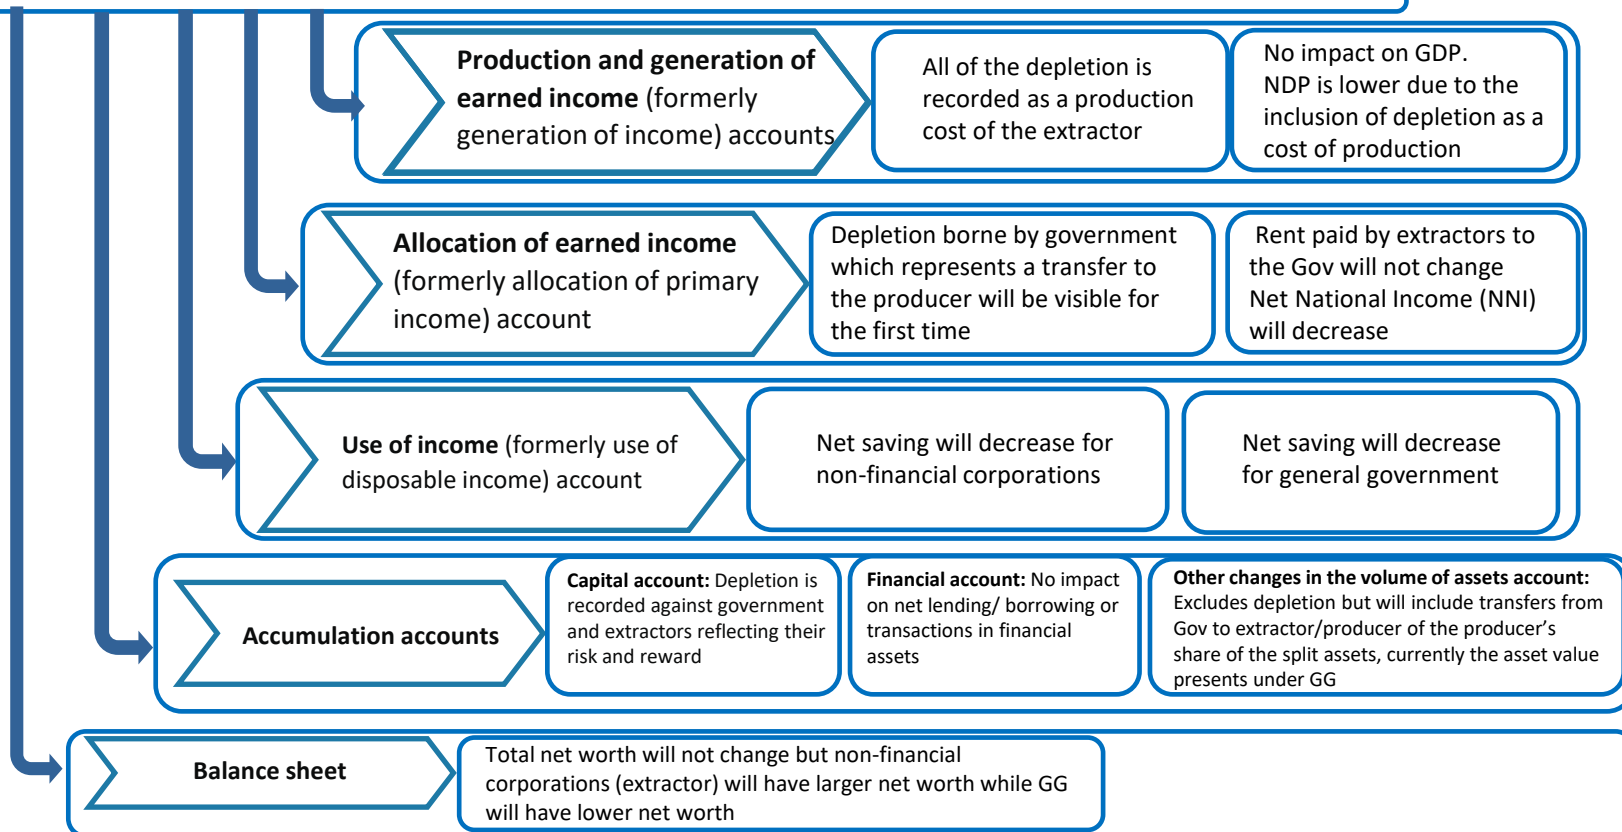 Production and generation of
earned income (formerly
generation of income) accounts
All of the depletion is
recorded as a production
cost of the extractor
No impact on GDP.
NDP is lower due to the
inclusion of depletion as a
cost of production
Allocation of earned income
(formerly allocation of primary
income) account
Depletion borne by government
which represents a transfer to
the producer will be visible for
the first time
Rent paid by extractors to
the Gov will not change
Net National Income (NNI)
will decrease
Use of income (formerly use of
disposable income) account
Net saving will decrease for
non-financial corporations
Net saving will decrease
for general government
Accumulation accounts
Capital account: Depletion is
recorded against government
and extractors reflecting their
risk and reward
Financial account: No impact
on net lending/ borrowing or
transactions in financial
assets
Other changes in the volume of assets account:
Excludes depletion but will include transfers from
Gov to extractor/producer of the producer's
share of the split assets, currently the asset value
presents under GG
Balance sheet
Total net worth will not change but non-financial
corporations (extractor) will have larger net worth while GG
will have lower net worth